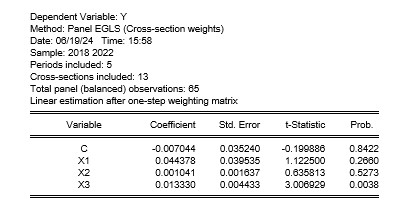 Dependent Variable: Y
Method: Panel EGLS (Cross-section weights)
Date: 06/19/24 Time: 15:58
Sample: 2018 2022
Periods included: 5
Cross-sections included: 13
Total panel (balanced) observations: 65
Linear estimation after one-step weighting matrix
Variable Coefficient Std. Error t-Statistic Prob.
C -0.007044 0.035240 -0.199886 0.8422
X1 0.044378 0.039535 1.122500 0.2660
X2 0.001041 0.001637 0.635813 0.5273
X3 0.013330 0.004433 3.006929 0.0038